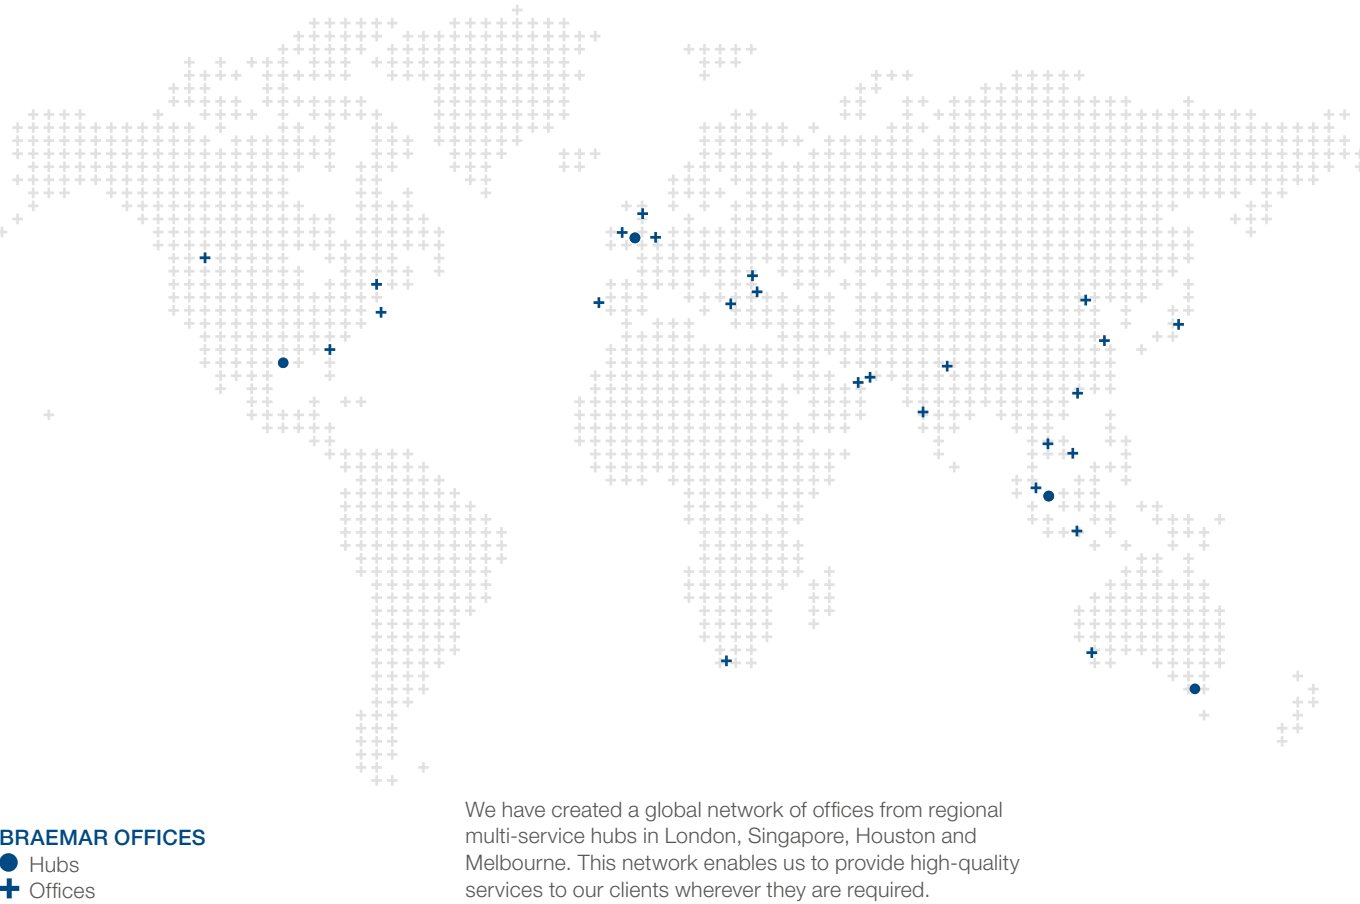 BRAEMAR OFFICES
Hubs
Offices
We have created a global network of offices from regional
multi-service hubs in London, Singapore, Houston and
Melbourne. This network enables us to provide high-quality
services to our clients wherever they are required.